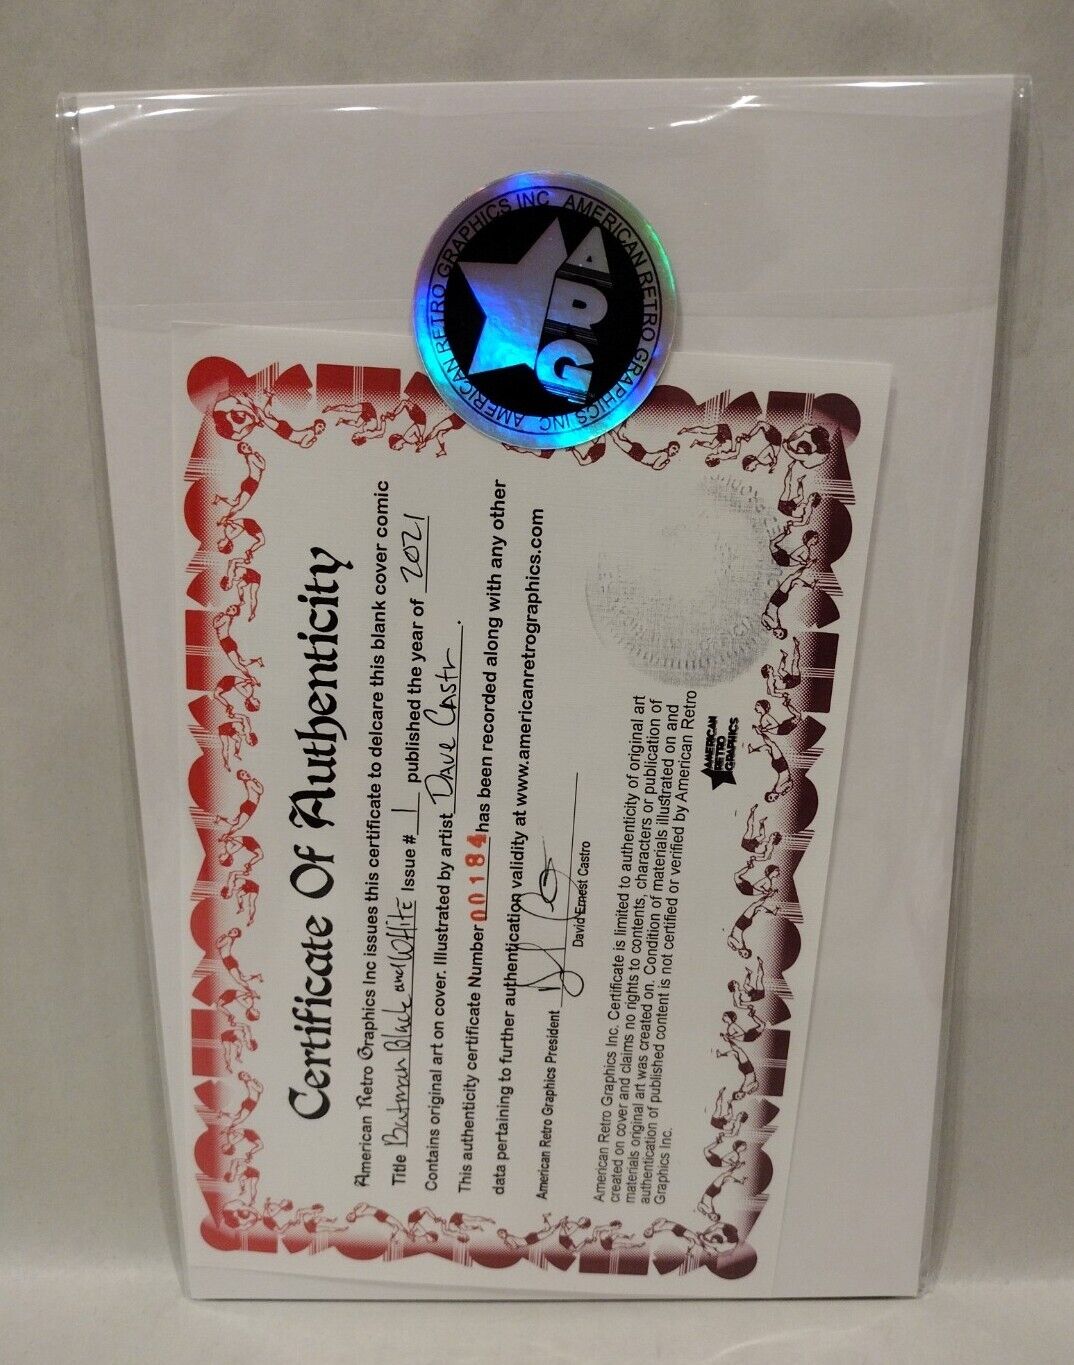 AMERICAN RETRO GRAPHICS INC AMERICAN RETRO GRAPHICS INC
ARG
Certificate Of Authenticity
American Retro Graphics Inc issues this certificate to delcare this blank cover comic
Title Batman Black and WHITE Issue # 1 published the year of 2021
Contains original art on cover. Illustrated by artist Dave Castr.
This authenticity certificate Number 00184 has been recorded along with any other
data pertaining to further authentication validity at www.americanretrographics.com
American Retro Graphics President
David Ernest Castro
American Retro Graphics Inc. Certificate is limited to authenticity of original art
created on cover and claims no rights to contents, characters or publication of
materials original art was created on. Condition of materials illustrated on and
authentication of published content is not certified or verified by American Retro
Graphics Inc.
AMERICAN
RETRO
GRAPHICS